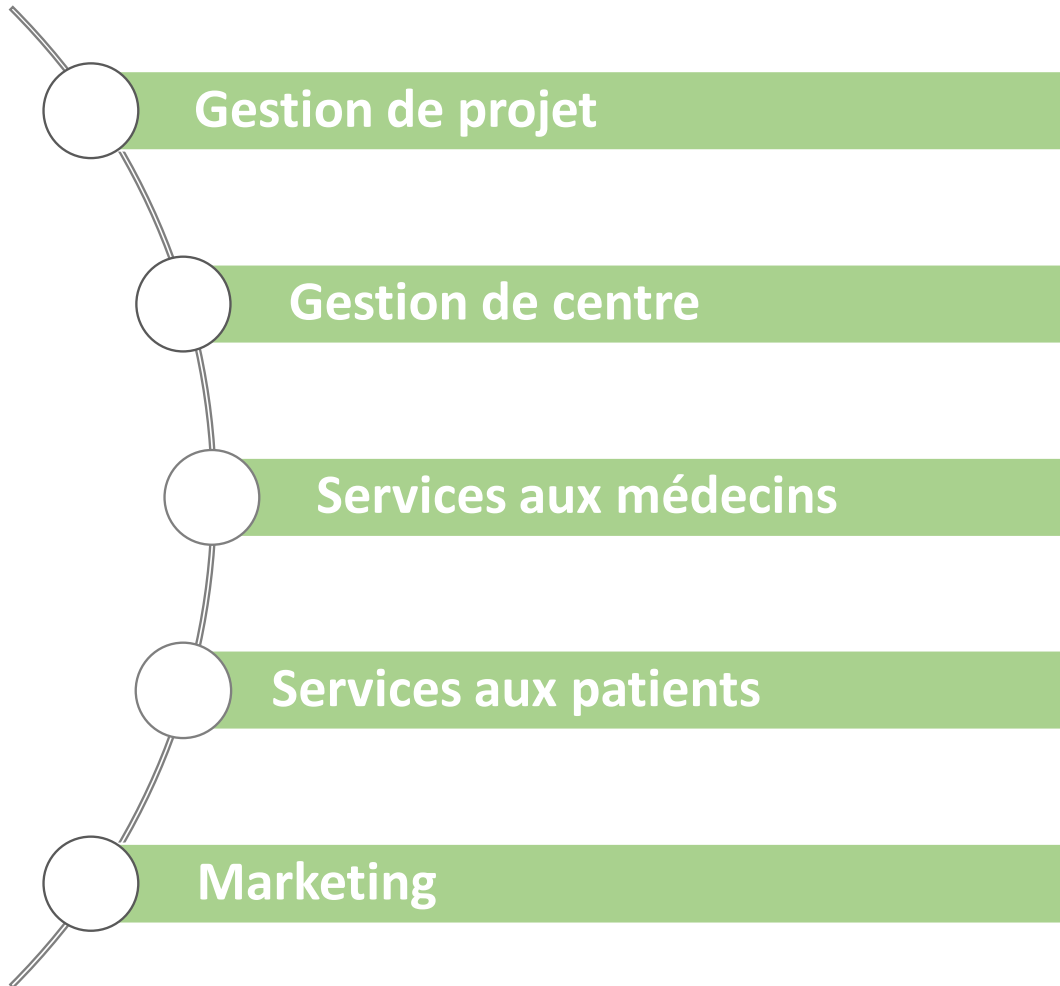 Gestion de projet
Gestion de centre
Services aux médecins
Services aux patients
Marketing